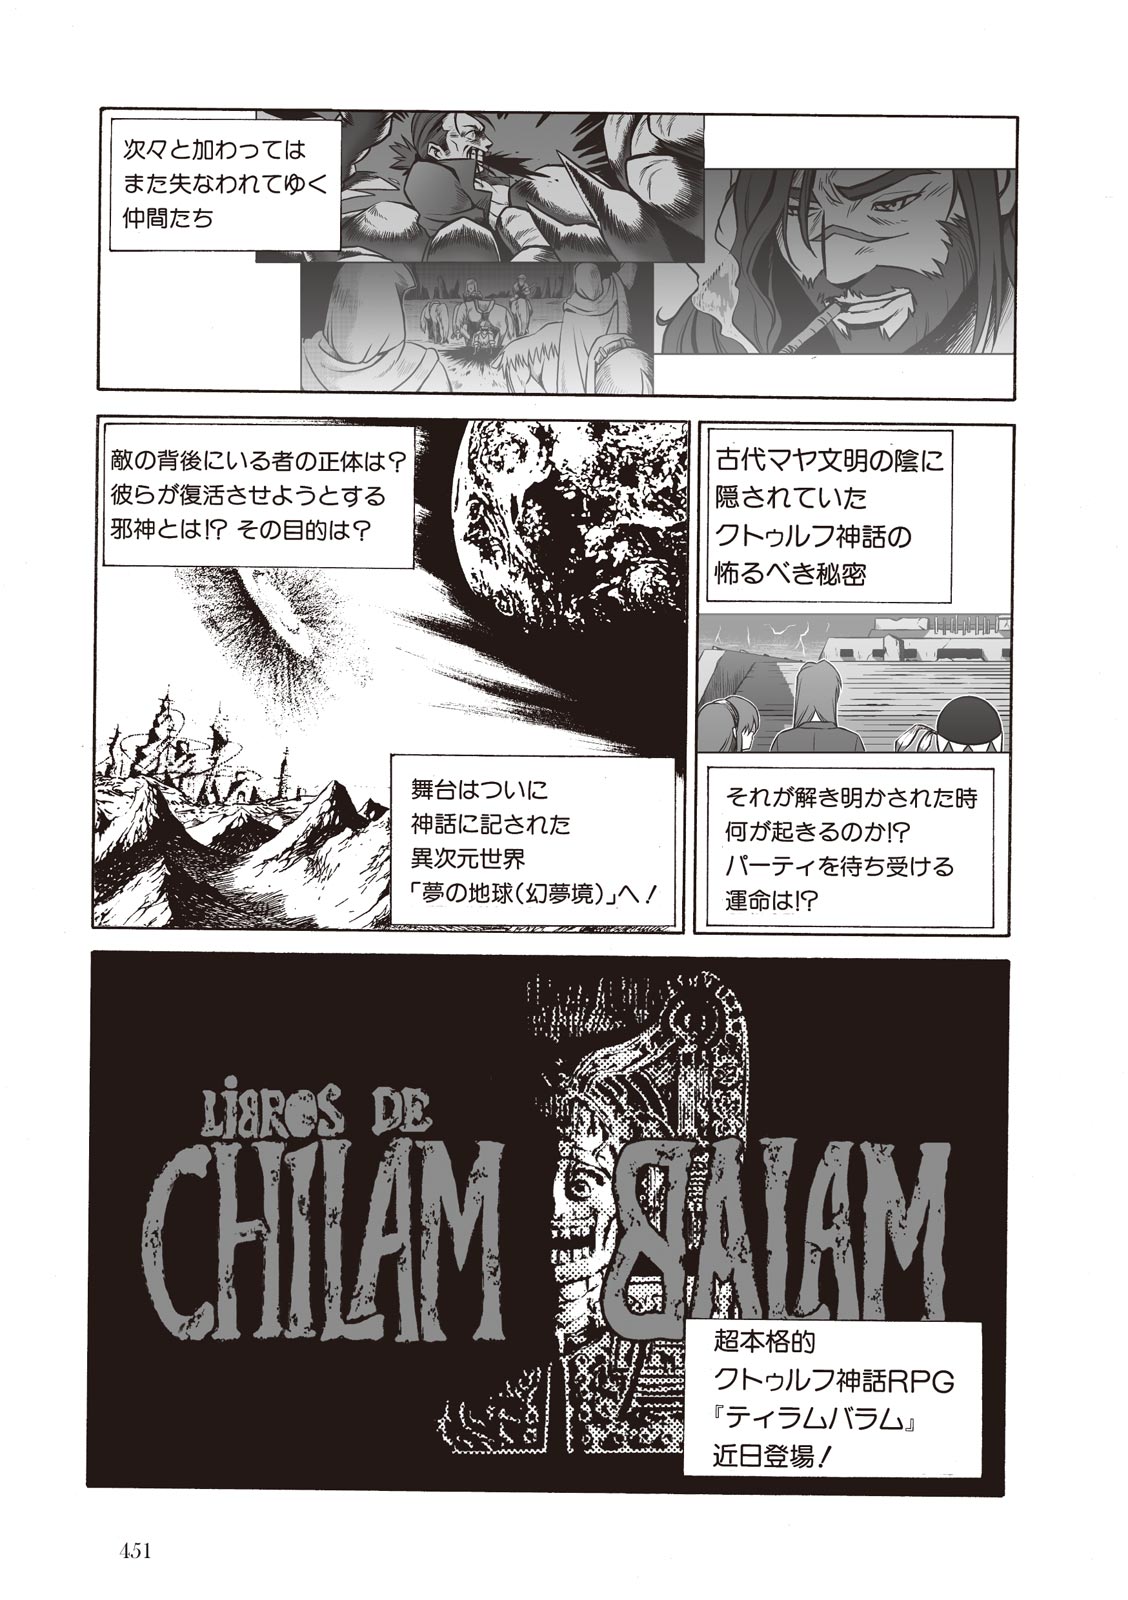 次々と加わっては
また失なわれてゆく
仲間たち
古代マヤ文明の陰に
隠されていた
クトゥルフ神話の
怖るべき秘密
それが解き明かされた時
何が起きるのか!?
パーティを待ち受ける
運命は!?
敵の背後にいる者の正体は?
彼らが復活させようとする
邪神とは!? その目的は?
舞台はついに
神話に記された
異次元世界
「夢の地球(幻夢境)」へ!
LIBROS DE
CHILAM BALAM
超本格的
クトゥルフ神話RPG
『ティラムバラム』
近日登場!
451